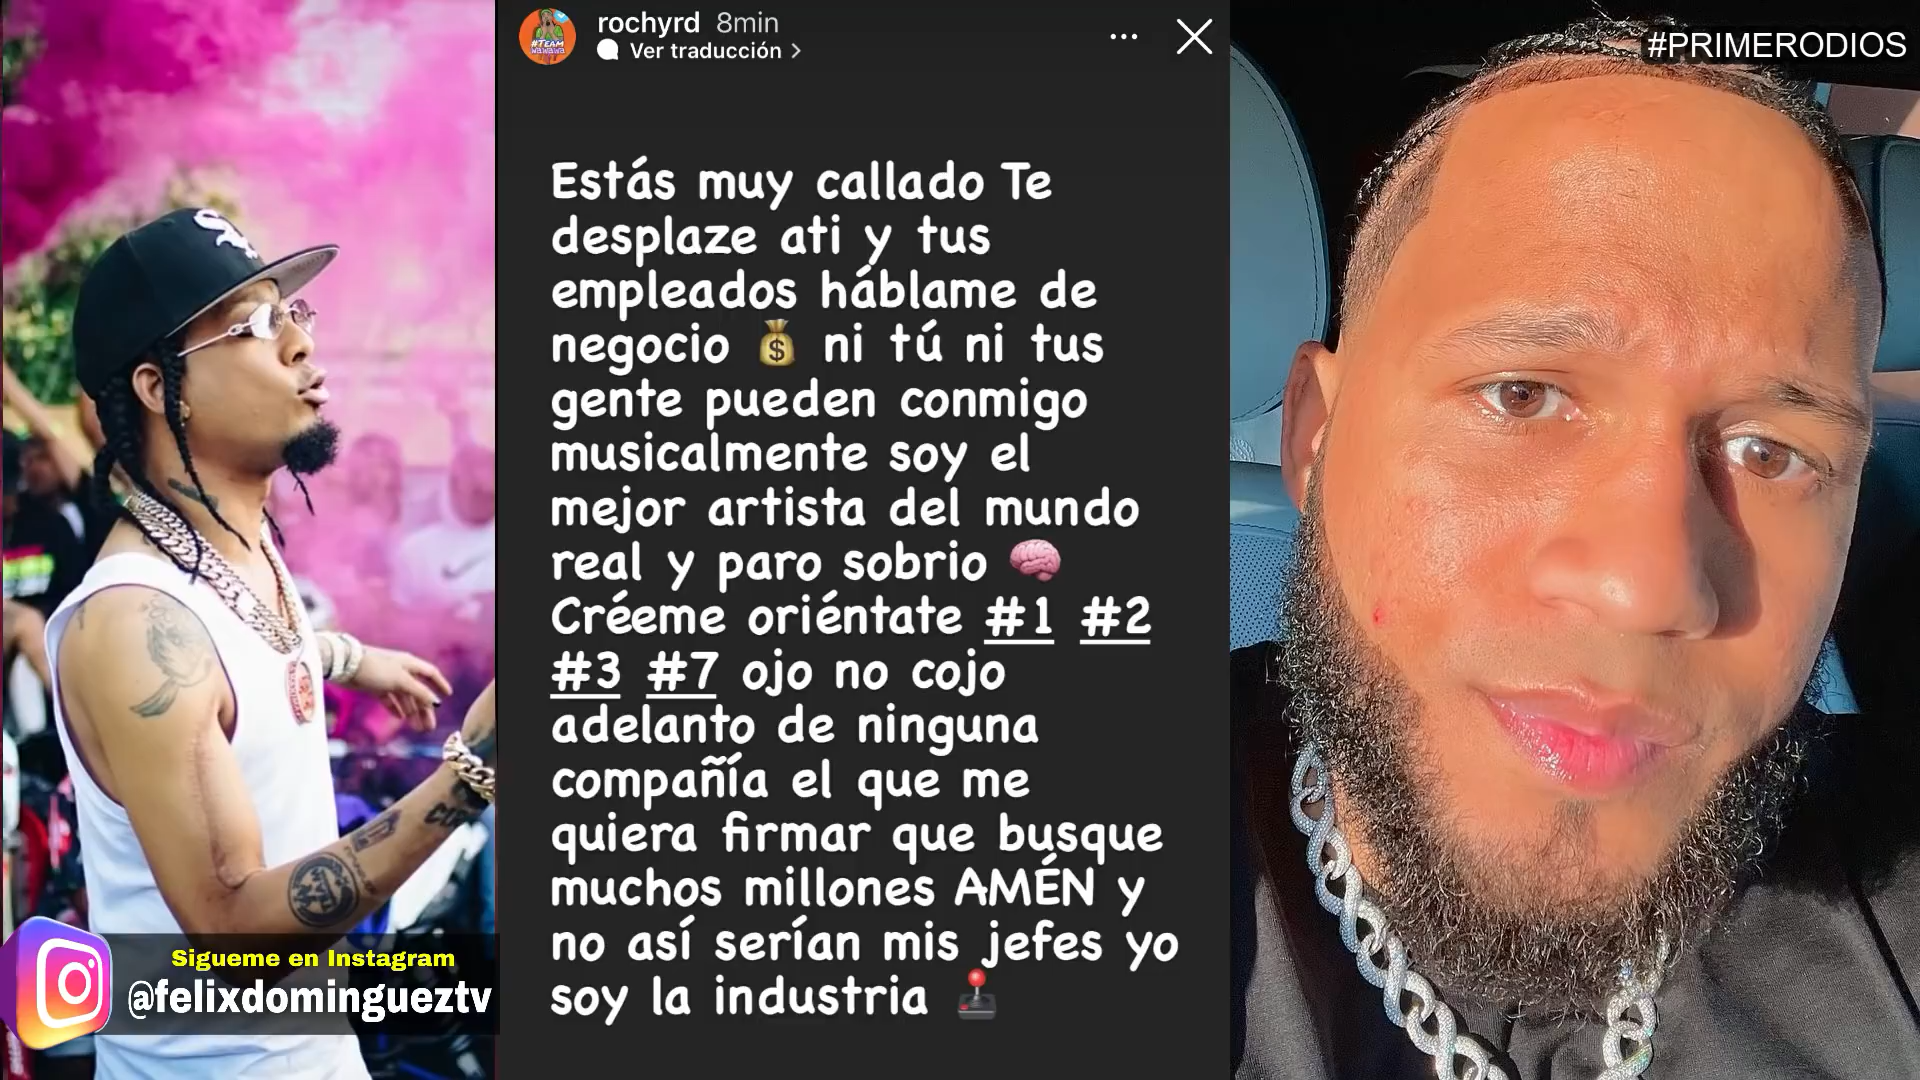 rochyrd 8min
Ver traducción >
#PRIMERODIOS
Estás muy callado Te
desplaze ati y tus
empleados háblame de
negocio 💰 ni tú ni tus
gente pueden conmigo
musicalmente soy el
mejor artista del mundo
real y paro sobrio 🧠
Créeme oriéntate #1 #2
#3 #7 ojo no cojo
adelanto de ninguna
compañía el que me
quiera firmar que busque
muchos millones AMÉN y
no así serían mis jefes yo
soy la industria 🕹️
Sigueme en Instagram
@felixdomingueztv